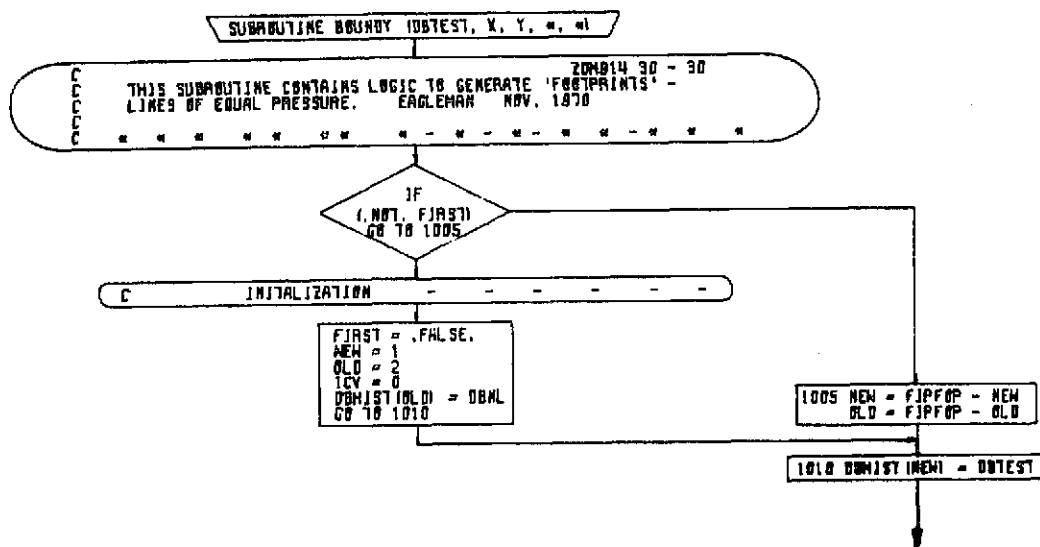 SUBROUTINE BOUNDY (DBTEST, X, Y, *, *)
C ZOMB14 30 - 30
C THIS SUBROUTINE CONTAINS LOGIC TO GENERATE 'FOOTPRINTS' -
C LINES OF EQUAL PRESSURE. EAGLEMAN NOV. 1970
C
C * * * * * * * * - * - * - * * - * * *
IF
(.NOT. FIRST)
GO TO 1005
C INITALIZATION - - - - - -
FIRST = .FALSE.
NEW = 1
OLD = 2
ICV = 0
DBHIST(OLD) = DBNL
GO TO 1010
1005 NEW = FIPFOP - NEW
OLD = FIPFOP - OLD
1010 DBHIST(NEW) = DBTEST